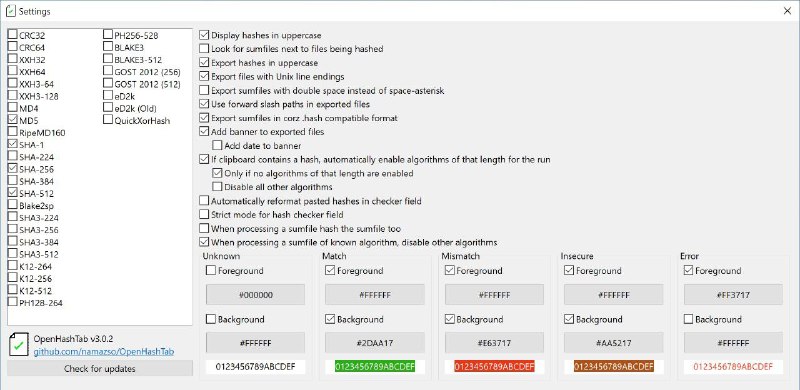 Settings
CRC32
CRC64
XXH32
XXH64
XXH3-64
XXH3-128
MD4
MD5
RipeMD160
SHA-1
SHA-224
SHA-256
SHA-384
SHA-512
Blake2sp
SHA3-224
SHA3-256
SHA3-384
SHA3-512
K12-264
K12-256
K12-512
PH128-264
PH256-528
BLAKE3
BLAKE3-512
GOST 2012 (256)
GOST 2012 (512)
eD2k
eD2k (Old)
QuickXorHash
OpenHashTab v3.0.2
github.com/namazso/OpenHashTab
Check for updates
Display hashes in uppercase
Look for sumfiles next to files being hashed
Export hashes in uppercase
Export files with Unix line endings
Export sumfiles with double space instead of space-asterisk
Use forward slash paths in exported files
Export sumfiles in corz .hash compatible format
Add banner to exported files
Add date to banner
If clipboard contains a hash, automatically enable algorithms of that length for the run
Only if no algorithms of that length are enabled
Disable all other algorithms
Automatically reformat pasted hashes in checker field
Strict mode for hash checker field
When processing a sumfile hash the sumfile too
When processing a sumfile of known algorithm, disable other algorithms
Unknown
Foreground
#000000
Background
#FFFFFF
0123456789ABCDEF
Match
Foreground
#FFFFFF
Background
#2DAA17
0123456789ABCDEF
Mismatch
Foreground
#FFFFFF
Background
#E63717
0123456789ABCDEF
Insecure
Foreground
#FFFFFF
Background
#AA5217
0123456789ABCDEF
Error
Foreground
#FF3717
Background
#FFFFFF
0123456789ABCDEF